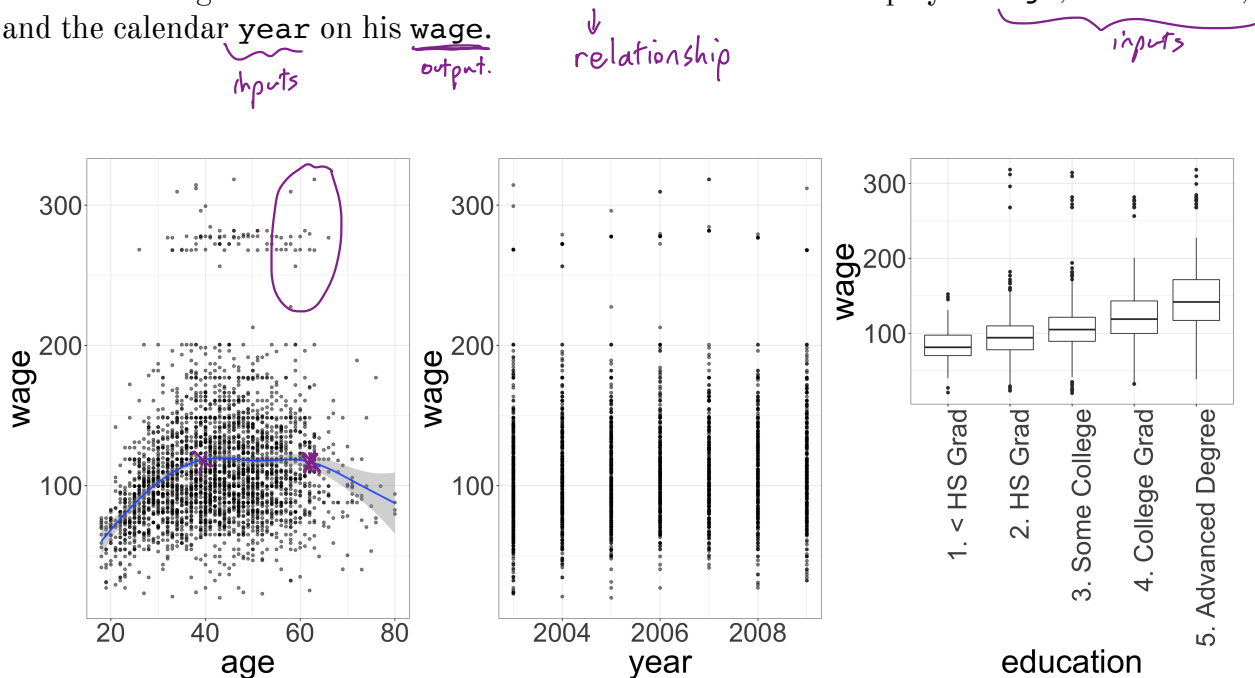 and the calendar year on his wage.
inputs
output.
relationship
inputs
300
200
100
wage
20
40
60
80
age
300
200
100
wage
2004
2006
2008
year
300
200
100
wage
1. < HS Grad
2. HS Grad
3. Some College
4. College Grad
5. Advanced Degree
education